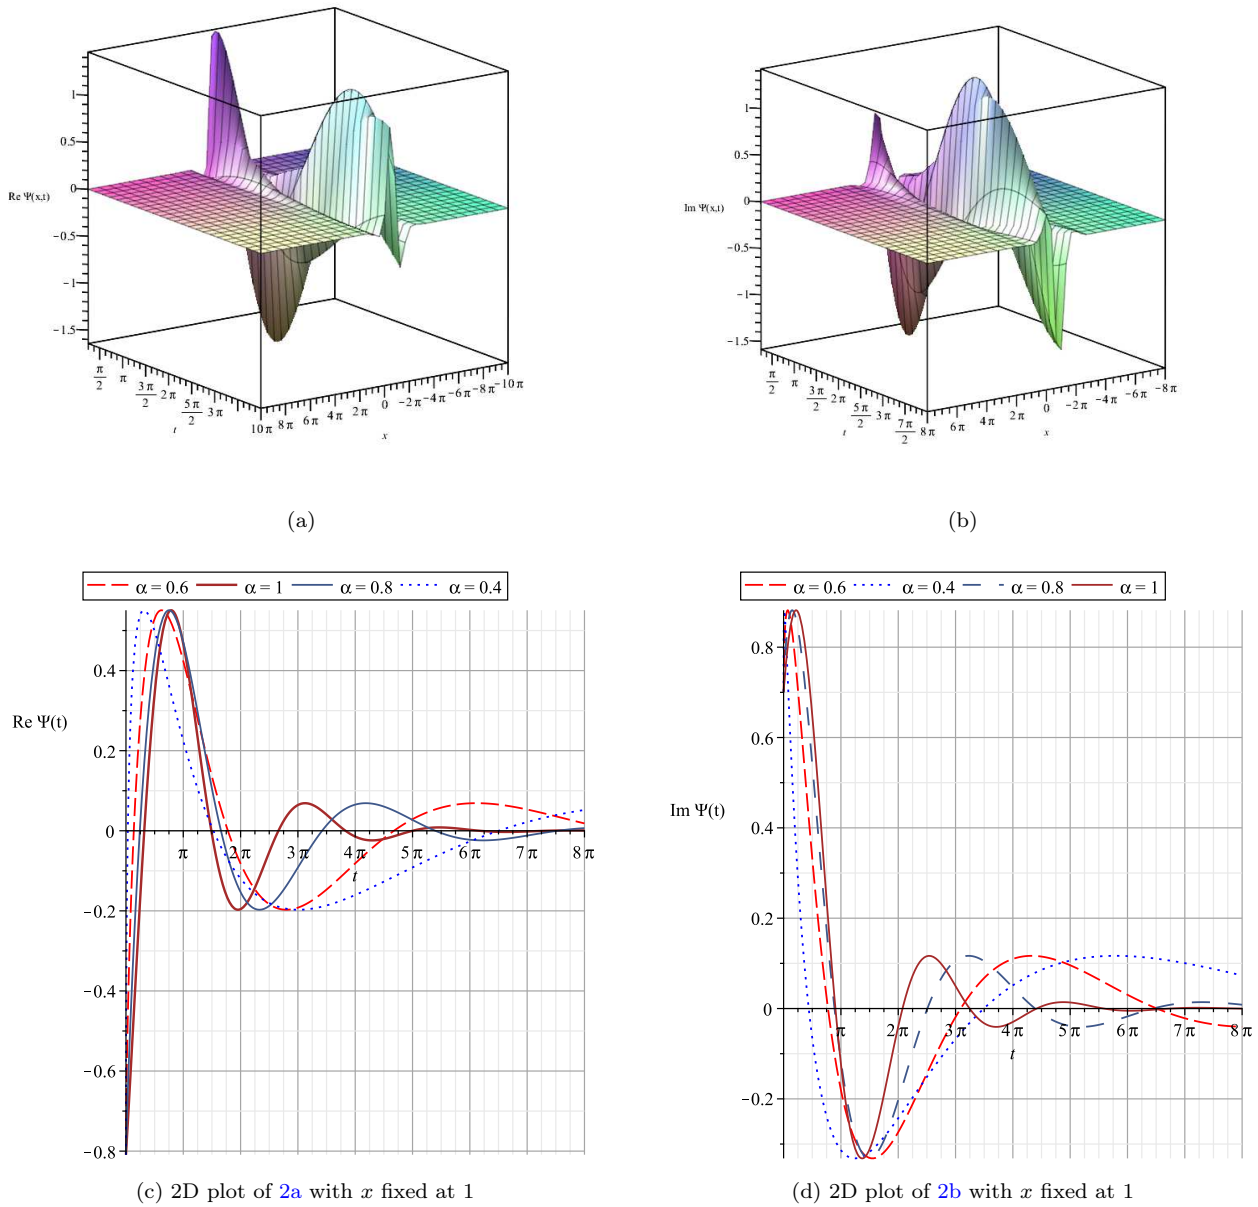 1
0.5
Re Ψ(x,t)
0
−0.5
−1
−1.5
π/2 π 3π/2 2π 5π/2 3π
t
10π 8π 6π 4π 2π 0 −2π −4π −6π −8π −10π
x
(a)
1
0.5
Im Ψ(x,t)
0
−0.5
−1
−1.5
π/2 π 3π/2 2π 5π/2 3π 7π/2
t
8π 6π 4π 2π 0 −2π −4π −6π −8π
x
(b)
α = 0.6 α = 1 α = 0.8 α = 0.4
0.4
Re Ψ(t)
0.2
0
π 2π 3π 4π 5π 6π 7π 8π
t
−0.2
−0.4
−0.6
−0.8
(c) 2D plot of 2a with x fixed at 1
α = 0.6 α = 0.4 α = 0.8 α = 1
0.8
0.6
Im Ψ(t)
0.4
0.2
0
π 2π 3π 4π 5π 6π 7π 8π
t
−0.2
(d) 2D plot of 2b with x fixed at 1